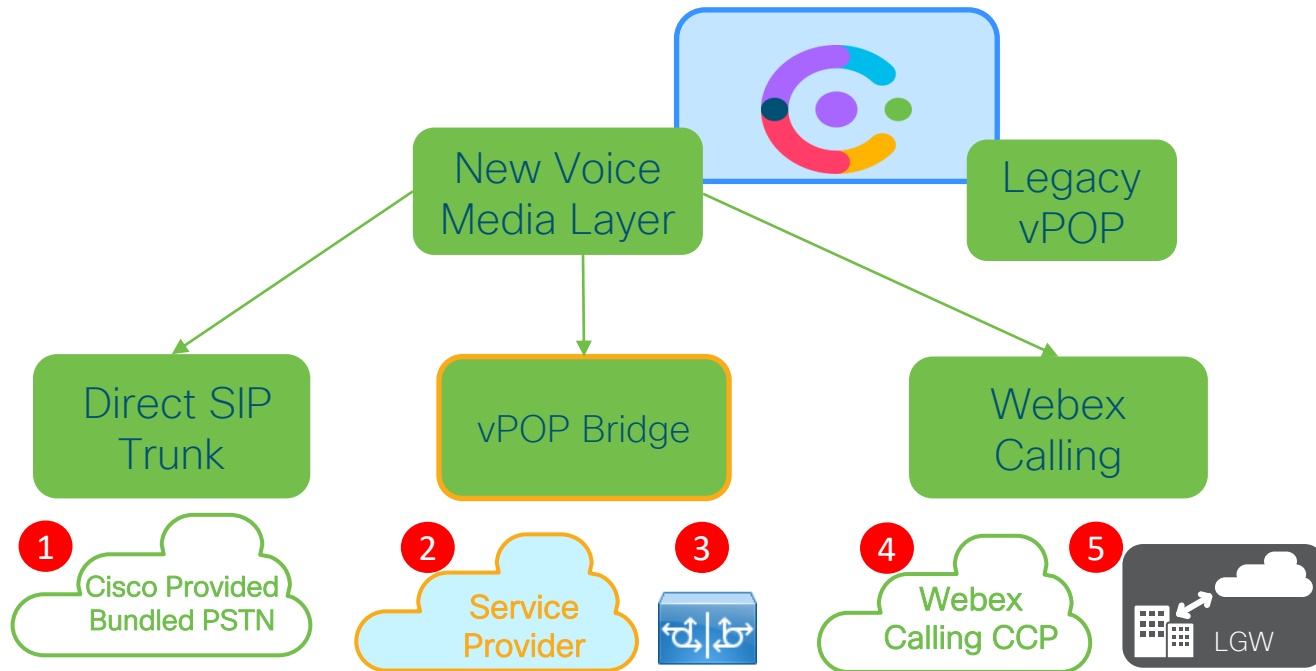 New Voice
Media Layer
Legacy
vPOP
Direct SIP
Trunk
vPOP Bridge
Webex
Calling
1
Cisco Provided
Bundled PSTN
2
Service
Provider
3
4
Webex
Calling CCP
5
LGW